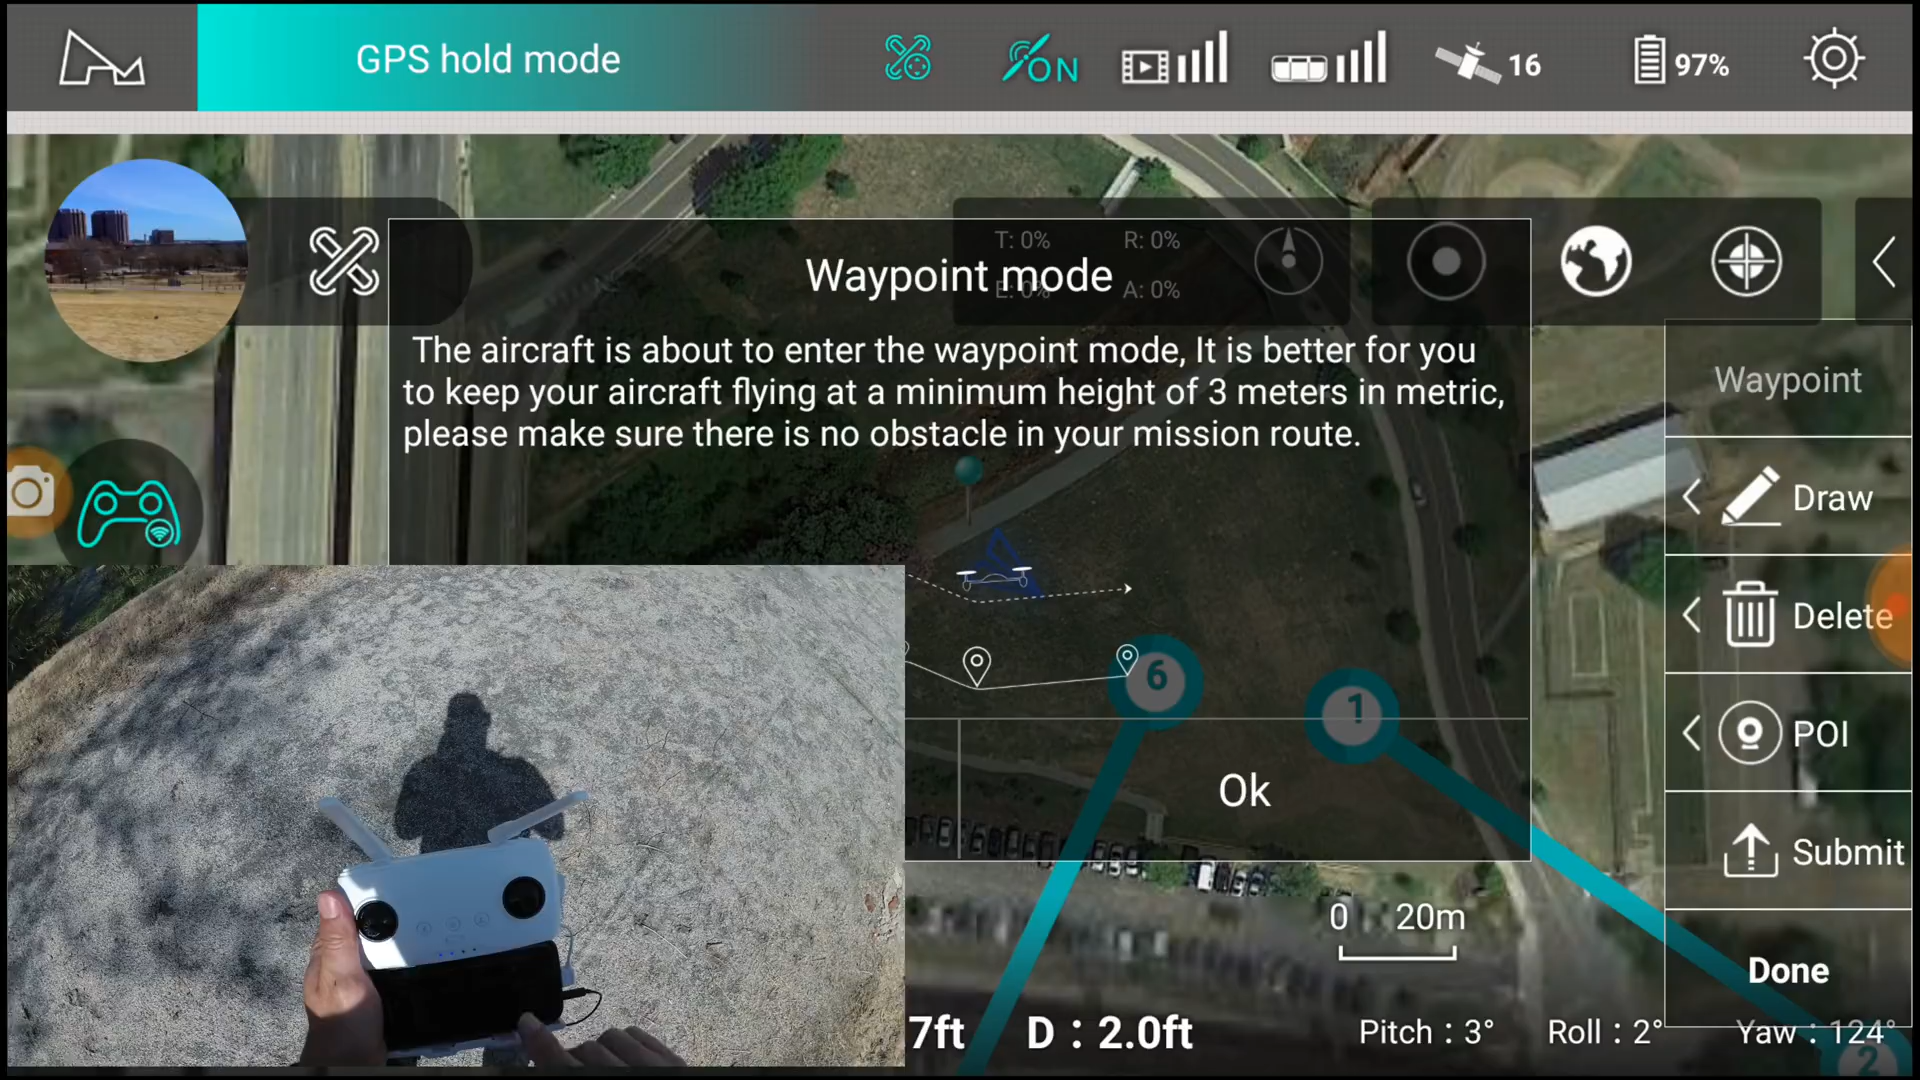 GPS hold mode
ON
16
97%
T: 0%
R: 0%
Waypoint mode
E: 0%
A: 0%
The aircraft is about to enter the waypoint mode, It is better for you
to keep your aircraft flying at a minimum height of 3 meters in metric,
please make sure there is no obstacle in your mission route.
Waypoint
Draw
Delete
POI
Submit
Done
6
1
Ok
0 20m
7ft
D : 2.0ft
Pitch : 3°
Roll : 2°
Yaw : 124°
2